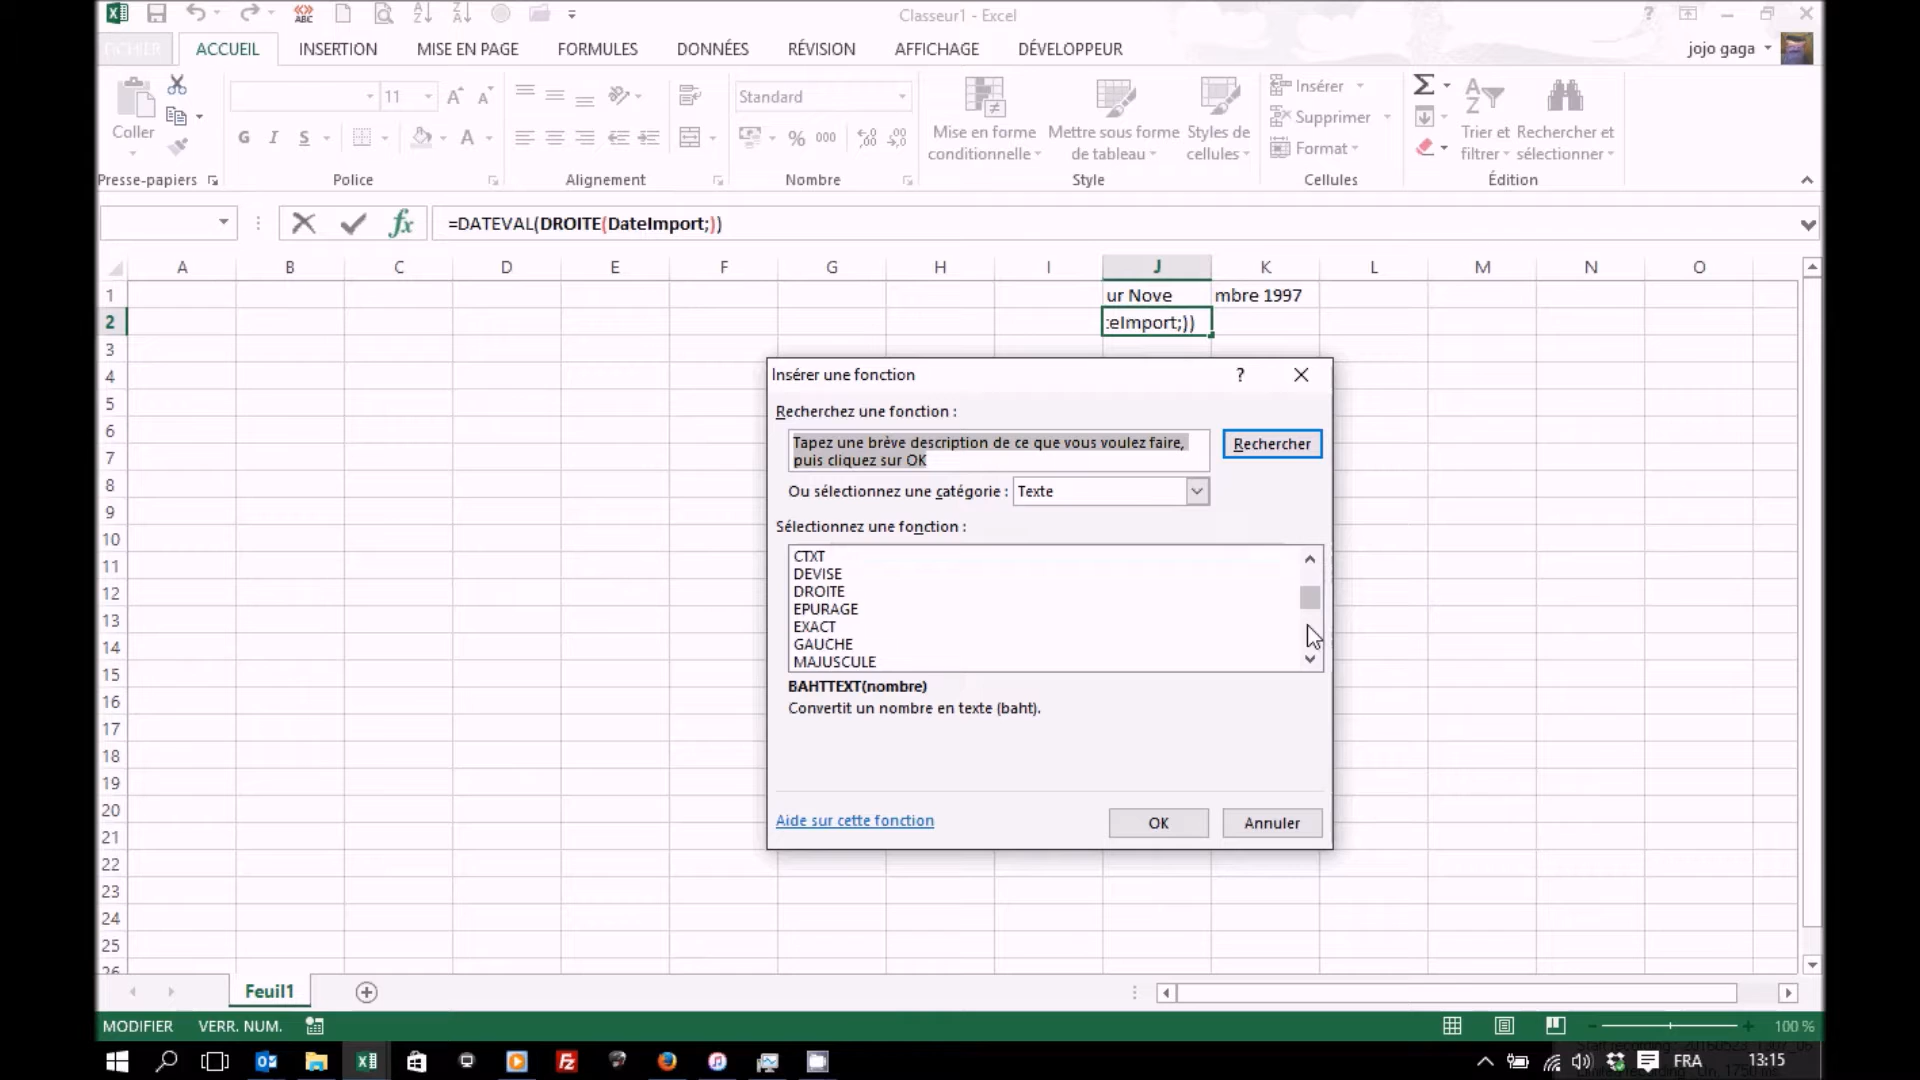 Classeur1 - Excel
FICHIER ACCUEIL INSERTION MISE EN PAGE FORMULES DONNÉES RÉVISION AFFICHAGE DÉVELOPPEUR jojo gaga
Coller
11
G I S
Standard
% 000
Mise en forme conditionnelle
Mettre sous forme de tableau
Styles de cellules
Insérer
Supprimer
Format
Trier et filtrer
Rechercher et sélectionner
Presse-papiers Police Alignement Nombre Style Cellules Édition
=DATEVAL(DROITE(DateImport;))
A B C D E F G H I J K L M N O
1 ur Nove mbre 1997
2 :eImport;))
3
4
5
6
7
8
9
10
11
12
13
14
15
16
17
18
19
20
21
22
23
24
25
26
Insérer une fonction ?
Recherchez une fonction :
Tapez une brève description de ce que vous voulez faire,
puis cliquez sur OK
Rechercher
Ou sélectionnez une catégorie : Texte
Sélectionnez une fonction :
CTXT
DEVISE
DROITE
EPURAGE
EXACT
GAUCHE
MAJUSCULE
BAHTTEXT(nombre)
Convertit un nombre en texte (baht).
Aide sur cette fonction
OK Annuler
Feuil1
MODIFIER VERR. NUM. 100 %
FRA 13:15